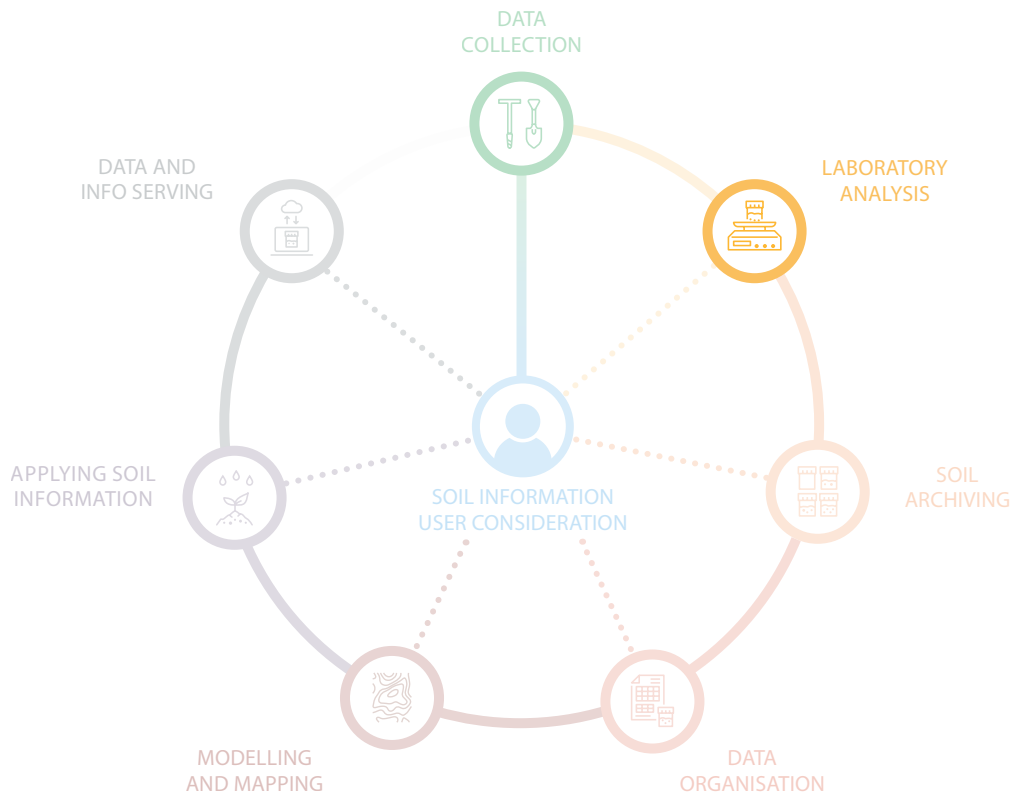 DATA
COLLECTION
LABORATORY
ANALYSIS
SOIL
ARCHIVING
DATA
ORGANISATION
MODELLING
AND MAPPING
APPLYING SOIL
INFORMATION
DATA AND
INFO SERVING
SOIL INFORMATION
USER CONSIDERATION